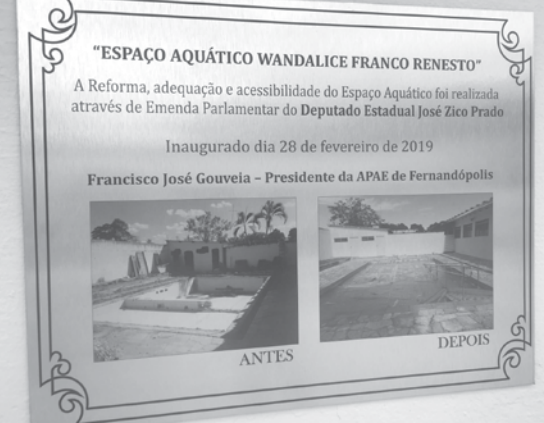 "ESPAÇO AQUÁTICO WANDALICE FRANCO RENESTO"
A Reforma, adequação e acessibilidade do Espaço Aquático foi realizada
através de Emenda Parlamentar do Deputado Estadual José Zico Prado
Inaugurado dia 28 de fevereiro de 2019
Francisco José Gouveia – Presidente da APAE de Fernandópolis
ANTES
DEPOIS